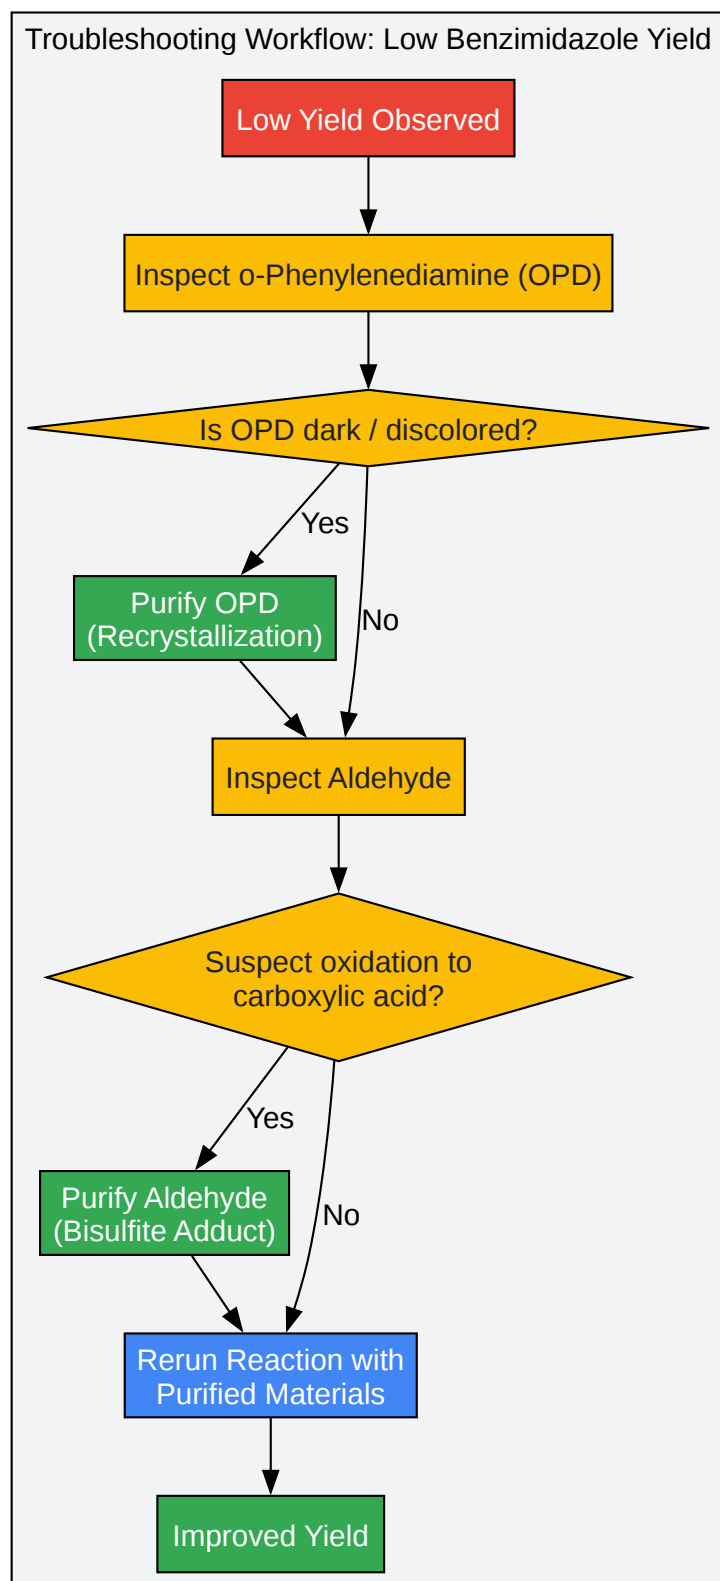 Troubleshooting Workflow: Low Benzimidazole Yield
Low Yield Observed
Inspect o-Phenylenediamine (OPD)
Is OPD dark / discolored?
Yes
Purify OPD
(Recrystallization)
No
Inspect Aldehyde
Suspect oxidation to
carboxylic acid?
Yes
Purify Aldehyde
(Bisulfite Adduct)
No
Rerun Reaction with
Purified Materials
Improved Yield